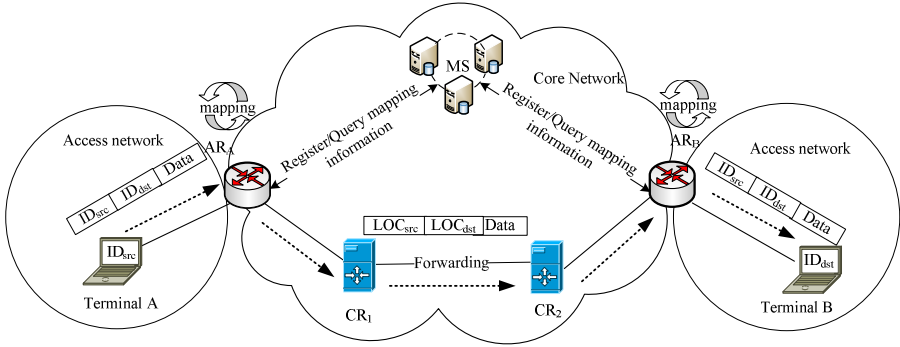 MS
Core Network
mapping
mapping
Access network
AR_A
Register/Query mapping
information
Register/Query mapping
information
AR_B
Access network
ID_src ID_dst Data
ID_src ID_dst Data
LOC_src LOC_dst Data
ID_src
Forwarding
ID_dst
Terminal A
CR_1
CR_2
Terminal B